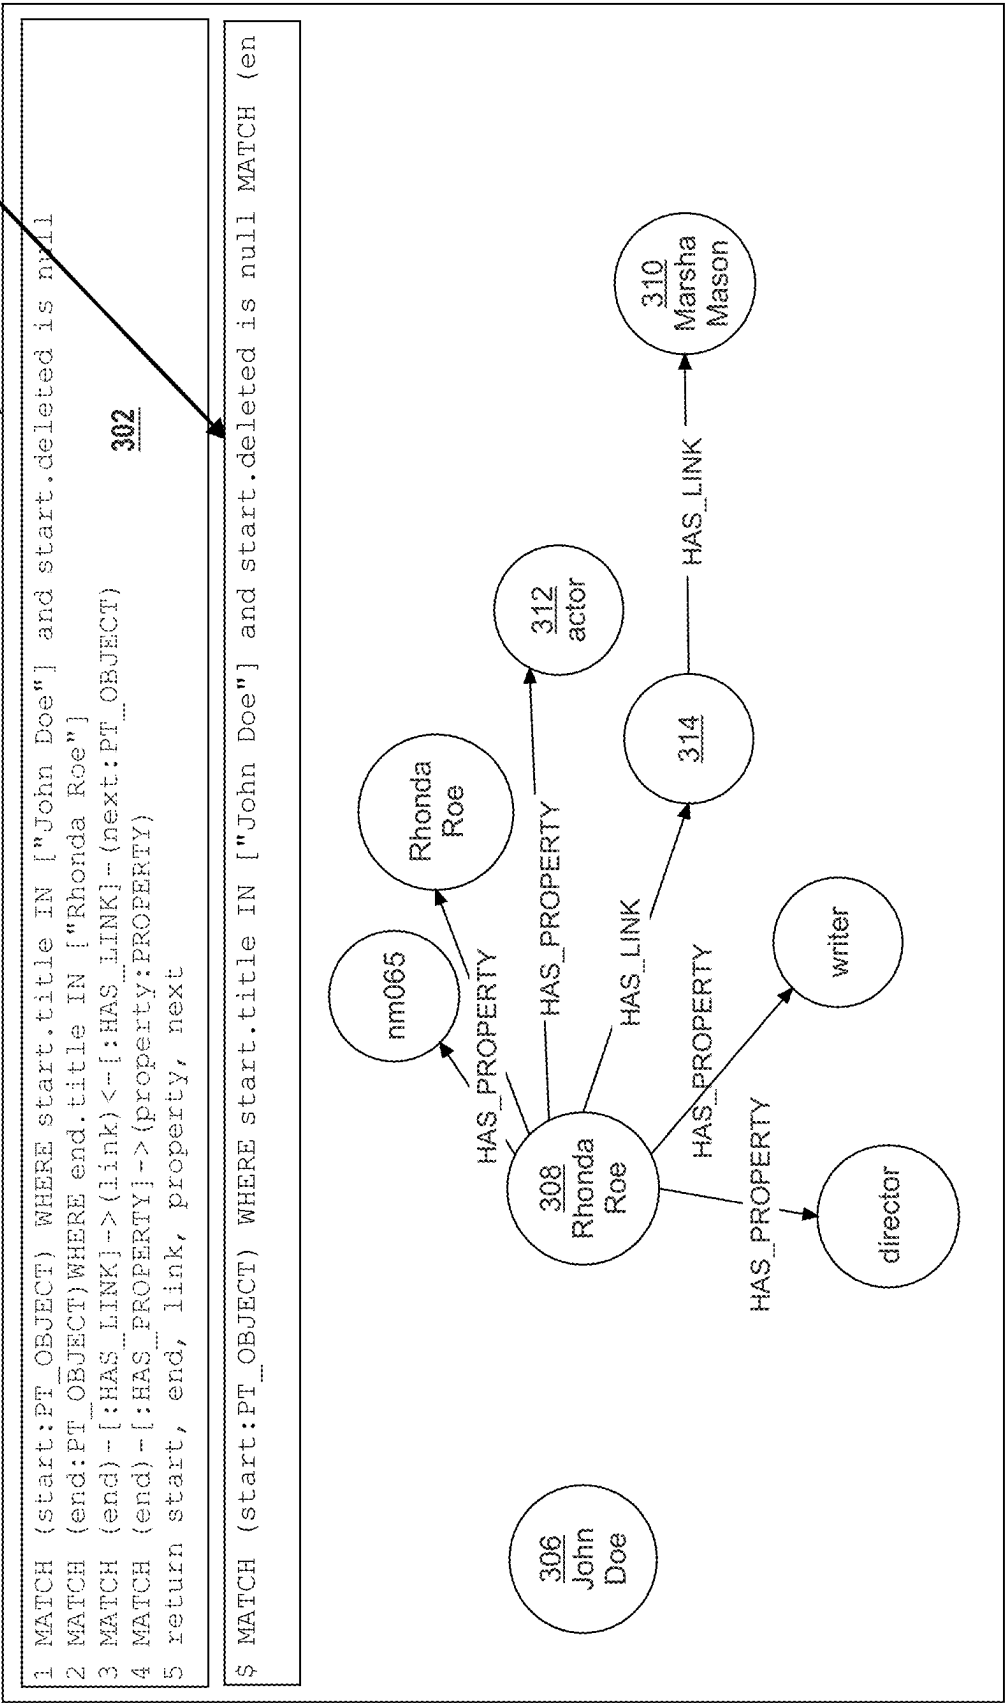 1 MATCH (start:PT_OBJECT) WHERE start.title IN ["John Doe"] and start.deleted is null
2 MATCH (end:PT_OBJECT)WHERE end.title IN ["Rhonda Roe"]
3 MATCH (end)-[:HAS_LINK]->(link)<-[:HAS_LINK]-(next:PT_OBJECT)
4 MATCH (end)-[:HAS_PROPERTY]->(property:PROPERTY)
5 return start, end, link, property, next
302
$ MATCH (start:PT_OBJECT) WHERE start.title IN ["John Doe"] and start.deleted is null MATCH (en
nm065
Rhonda
Roe
312
actor
310
Marsha
Mason
HAS_PROPERTY
HAS_PROPERTY
HAS_LINK
HAS_LINK
314
306
John
Doe
308
Rhonda
Roe
HAS_PROPERTY
HAS_PROPERTY
writer
director